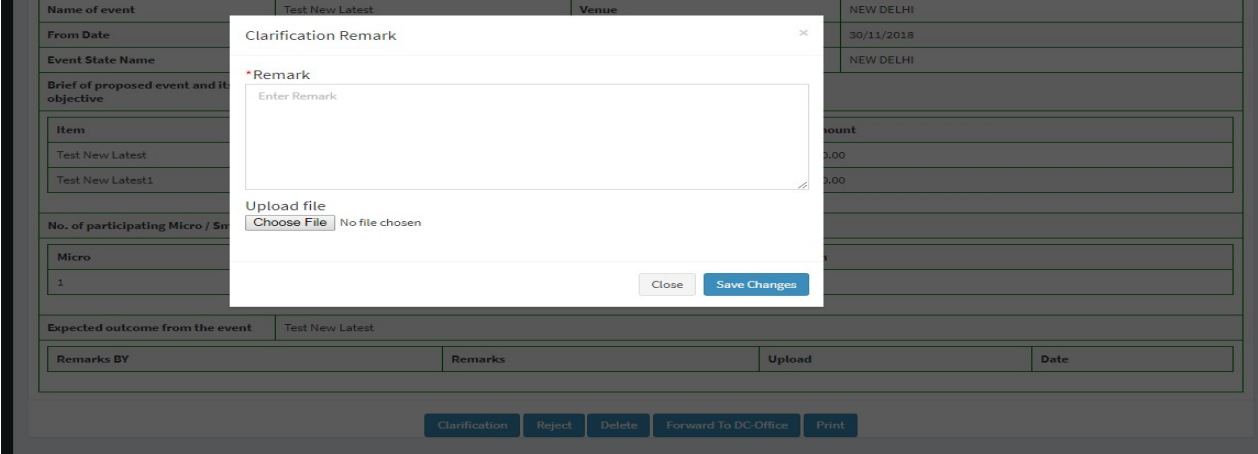 Name of event Test New Latest Venue NEW DELHI
Clarification Remark ×
From Date 30/11/2018
Event State Name NEW DELHI
*Remark
Brief of proposed event and
objective
Enter Remark
Item
Test New Latest .00
Test New Latest1 .00
Upload file
Choose File No file chosen
No. of participating Micro /
Micro
1
Close Save Changes
Expected outcome from the event Test New Latest
Remarks BY Remarks Upload Date
Clarification Reject Delete Forward To DC-Office Print